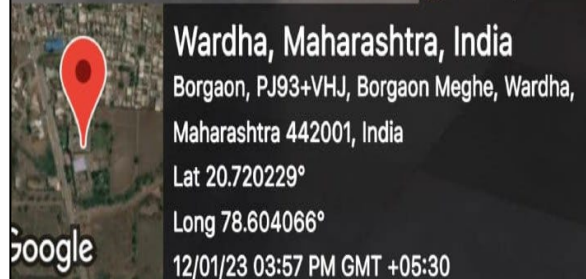 Wardha, Maharashtra, India
Borgaon, PJ93+VHJ, Borgaon Meghe, Wardha,
Maharashtra 442001, India
Lat 20.720229°
Long 78.604066°
12/01/23 03:57 PM GMT +05:30
Google